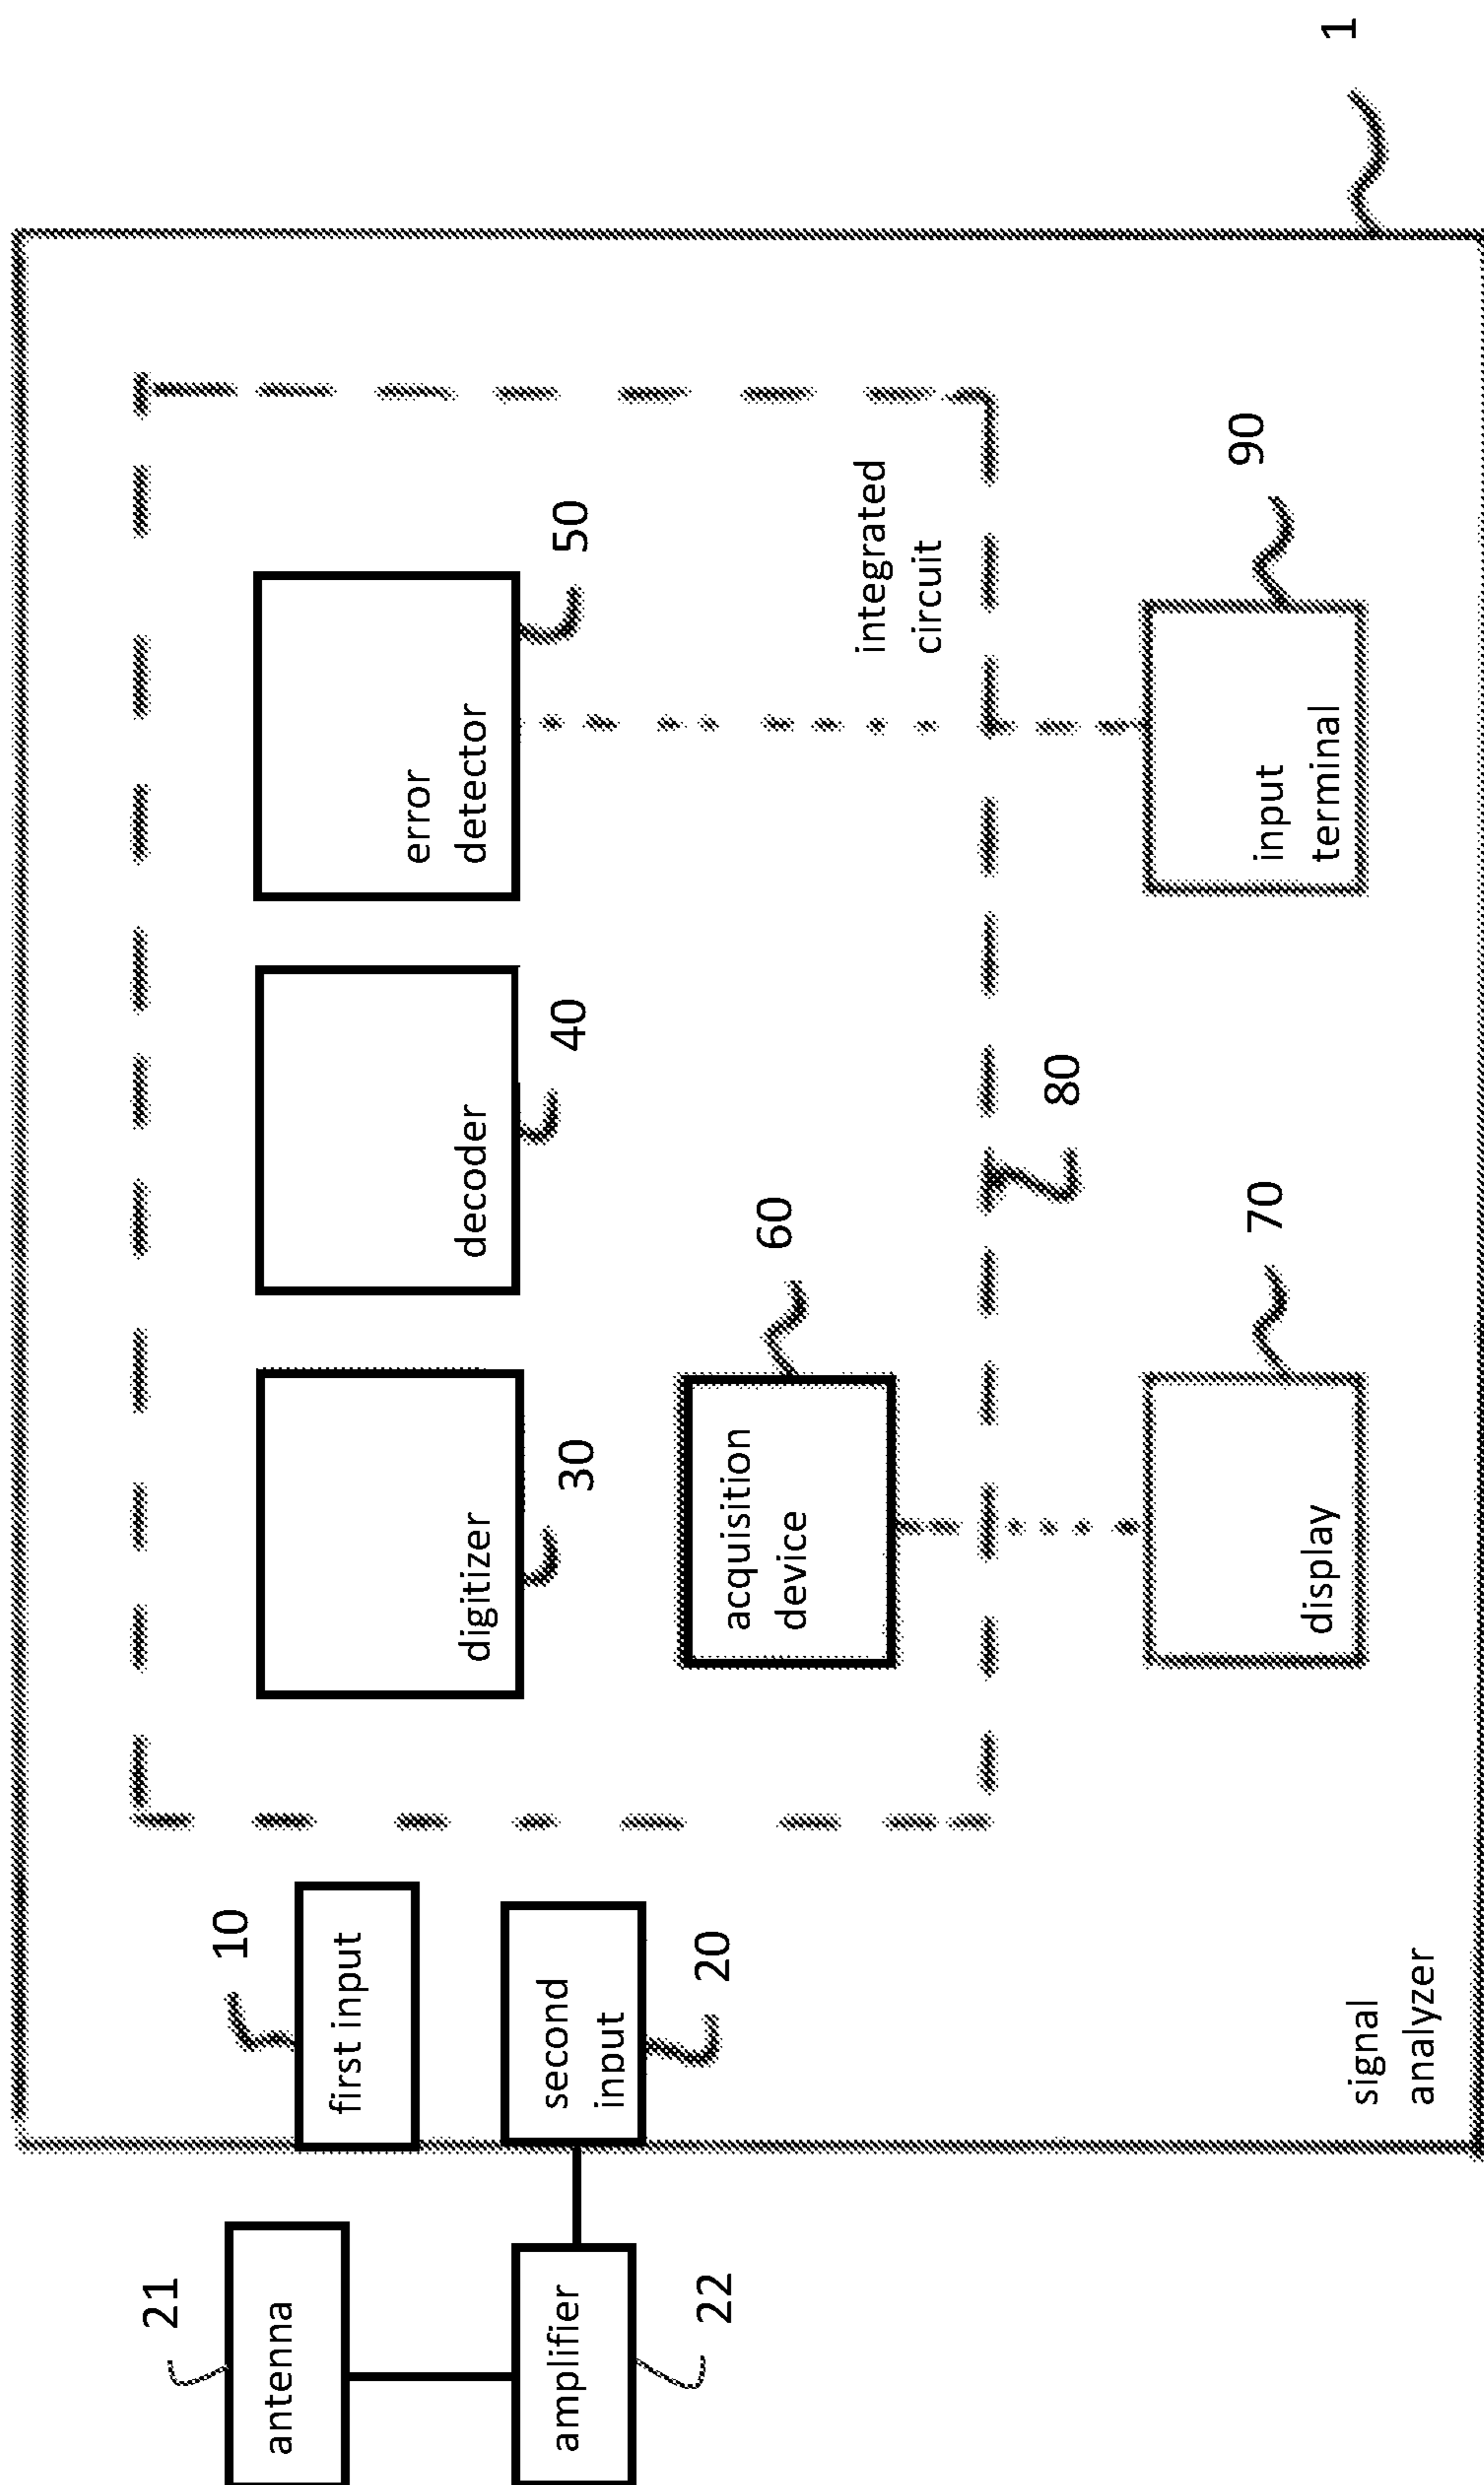 21
antenna
10
first input
digitizer
30
decoder
40
error
detector
50
amplifier
22
second
input
20
acquisition
device
60
integrated
circuit
80
signal
analyzer
display
70
input
terminal
90
1